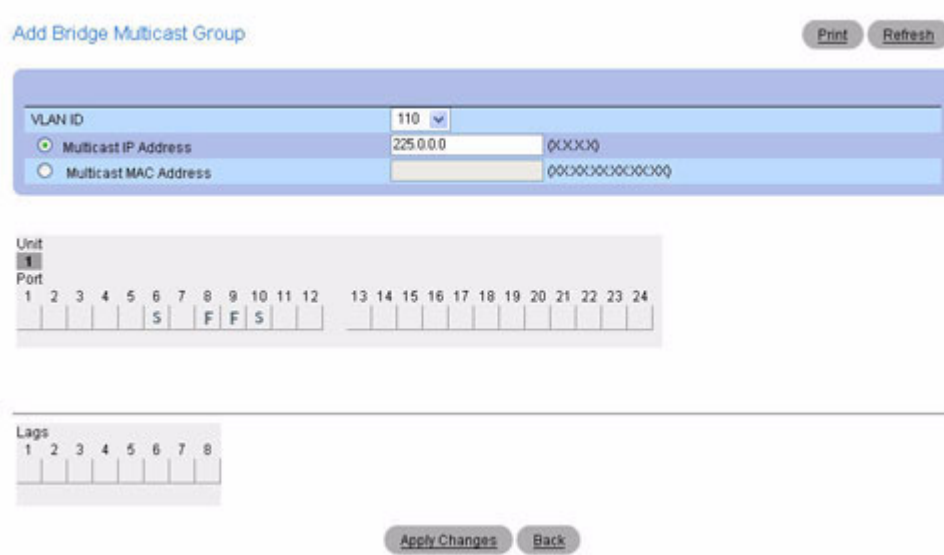 Add Bridge Multicast Group
Print Refresh
VLAN ID 110
Multicast IP Address 225.0.0.0 (X.X.X.X)
Multicast MAC Address (XX:XX:XX:XX:XX:XX)
Unit
1
Port
1 2 3 4 5 6 7 8 9 10 11 12 13 14 15 16 17 18 19 20 21 22 23 24
S F F S
Lags
1 2 3 4 5 6 7 8
Apply Changes Back